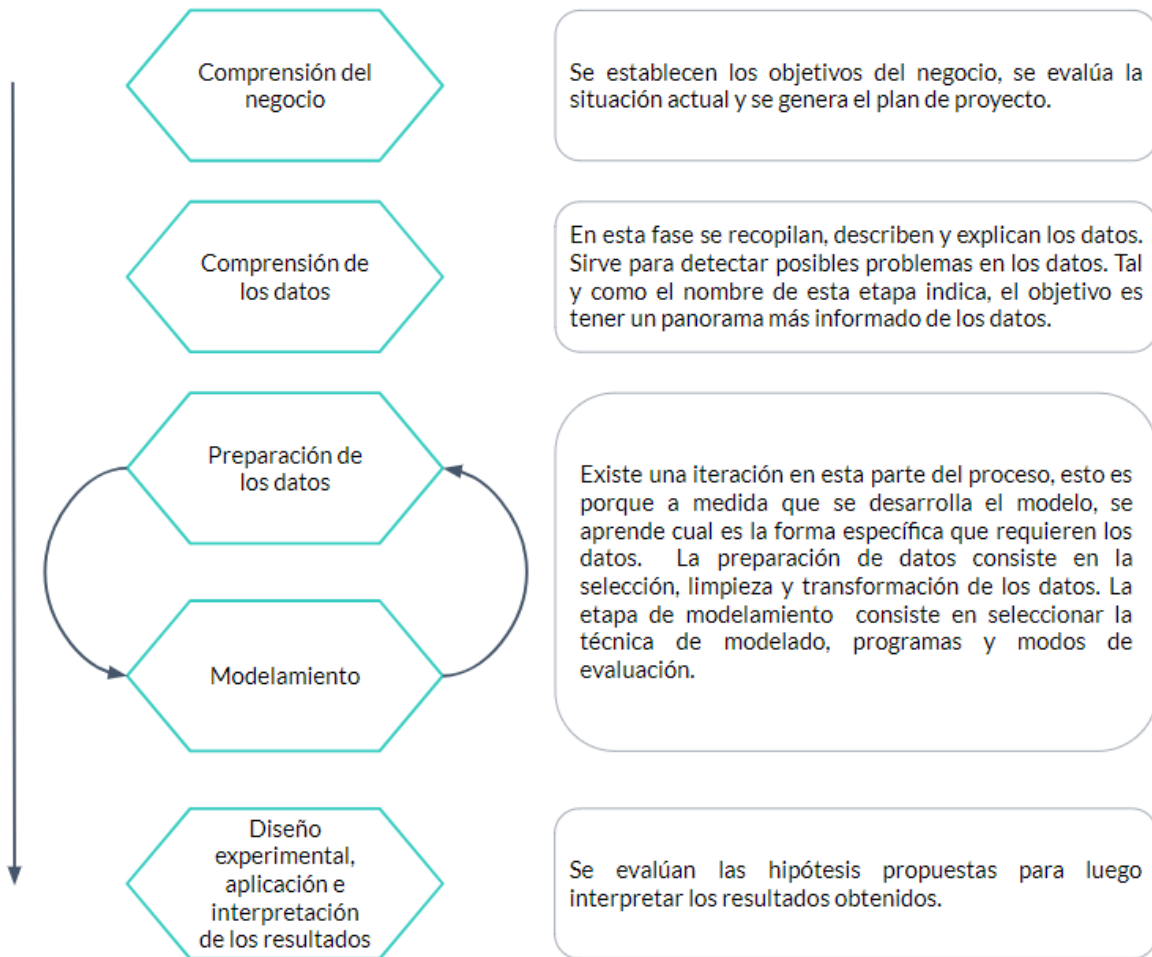 Comprensión del
negocio
Se establecen los objetivos del negocio, se evalúa la
situación actual y se genera el plan de proyecto.
Comprensión de
los datos
En esta fase se recopilan, describen y explican los datos.
Sirve para detectar posibles problemas en los datos. Tal
y como el nombre de esta etapa indica, el objetivo es
tener un panorama más informado de los datos.
Preparación de
los datos
Modelamiento
Existe una iteración en esta parte del proceso, esto es
porque a medida que se desarrolla el modelo, se
aprende cual es la forma específica que requieren los
datos. La preparación de datos consiste en la
selección, limpieza y transformación de los datos. La
etapa de modelamiento consiste en seleccionar la
técnica de modelado, programas y modos de
evaluación.
Diseño
experimental,
aplicación e
interpretación
de los resultados
Se evalúan las hipótesis propuestas para luego
interpretar los resultados obtenidos.